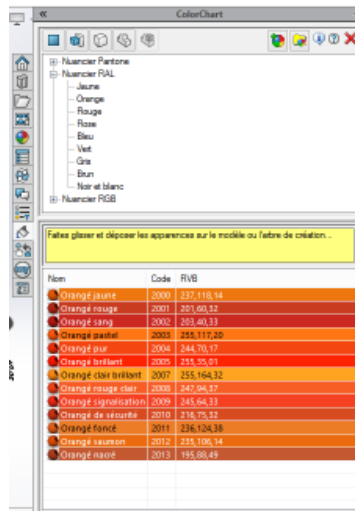 ColorChart
Nuancier Pantone
Nuancier RAL
Jaune
Orange
Rouge
Rose
Bleu
Vert
Gris
Brun
Noir et blanc
Nuancier RGB
Faites glisser et déposer les apparences sur le modèle ou l'arbre de création...
Nom Code RVB
Orangé jaune 2000 237,118,14
Orangé rouge 2001 201,60,32
Orangé sang 2002 203,40,33
Orangé pastel 2003 255,117,20
Orangé pur 2004 244,70,17
Orangé brillant 2005 255,35,01
Orangé clair brillant 2007 255,164,32
Orangé rouge clair 2008 247,94,37
Orangé signalisation 2009 245,64,33
Orangé de sécurité 2010 216,75,32
Orangé foncé 2011 236,124,38
Orangé saumon 2012 235,106,14
Orangé nacré 2013 195,88,49